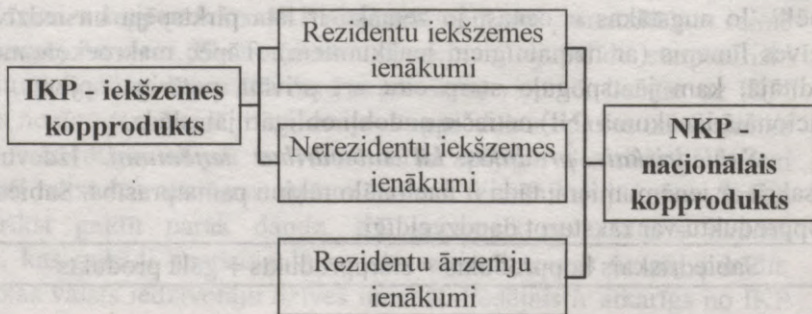 Rezidentu iekšzemes
ienākumi
IKP - iekšzemes
kopprodukts
Nerezidentu iekšzemes
ienākumi
NKP -
nacionālais
kopprodukts
Rezidentu ārzemju
ienākumi